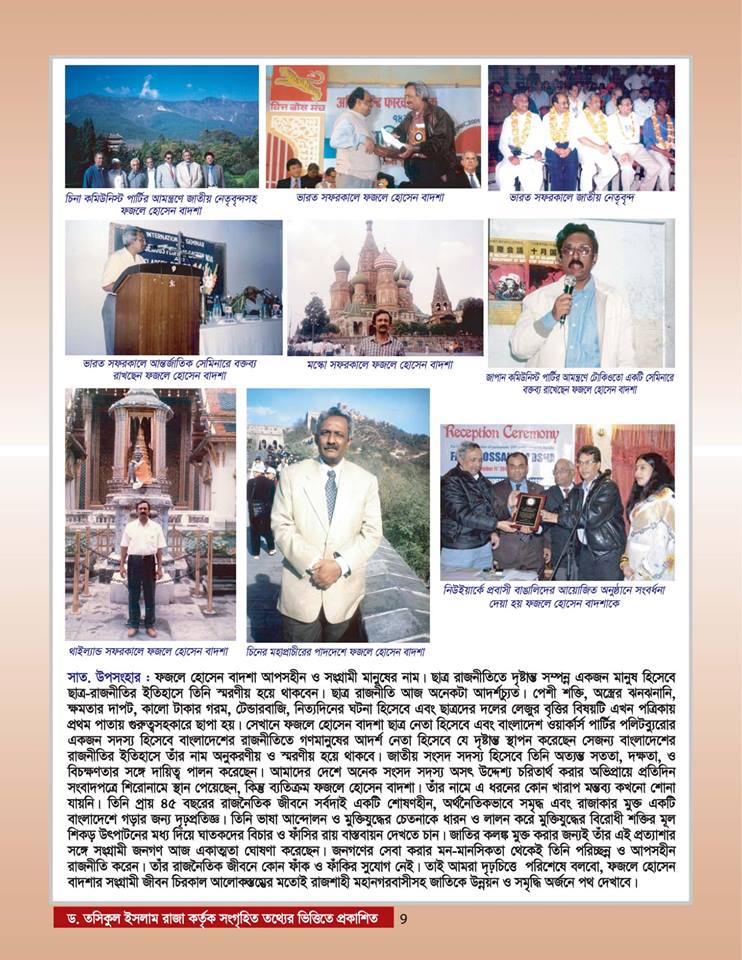 চিনা কমিউনিস্ট পার্টির আমন্ত্রণে জাতীয় নেতৃবৃন্দসহ
ফজলে হোসেন বাদশা
चित्त बोस मंच
ভারত সফরকালে ফজলে হোসেন বাদশা
ভারত সফরকালে জাতীয় নেতৃবৃন্দ
INTERNATIONAL SEMINAR
ভারত সফরকালে আন্তর্জাতিক সেমিনারে বক্তব্য
রাখছেন ফজলে হোসেন বাদশা
মস্কো সফরকালে ফজলে হোসেন বাদশা
জাপান কমিউনিস্ট পার্টির আমন্ত্রণে টোকিওতো একটি সেমিনারে
বক্তব্য রাখেছেন ফজলে হোসেন বাদশা
Reception Ceremony
নিউইয়ার্কে প্রবাসী বাঙালিদের আয়োজিত অনুষ্ঠানে সংবর্ধনা
দেয়া হয় ফজলে হোসেন বাদশাকে
থাইল্যান্ড সফরকালে ফজলে হোসেন বাদশা
চিনের মহাপ্রাচীরের পাদদেশে ফজলে হোসেন বাদশা
সাত. উপসংহার : ফজলে হোসেন বাদশা আপসহীন ও সংগ্রামী মানুষের নাম। ছাত্র রাজনীতিতে দৃষ্টান্ত সম্পন্ন একজন মানুষ হিসেবে
ছাত্র-রাজনীতির ইতিহাসে তিনি স্মরণীয় হয়ে থাকবেন। ছাত্র রাজনীতি আজ অনেকটা আদর্শচ্যুত। পেশী শক্তি, অস্ত্রের ঝনঝনানি,
ক্ষমতার দাপট, কালো টাকার গরম, টেন্ডারবাজি, নিত্যদিনের ঘটনা হিসেবে এবং ছাত্রদের দলের লেজুর বৃত্তির বিষয়টি এখন পত্রিকায়
প্রথম পাতায় গুরুত্বসহকারে ছাপা হয়। সেখানে ফজলে হোসেন বাদশা ছাত্র নেতা হিসেবে এবং বাংলাদেশ ওয়ার্কার্স পার্টির পলিটব্যুরোর
একজন সদস্য হিসেবে বাংলাদেশের রাজনীতিতে গণমানুষের আদর্শ নেতা হিসেবে যে দৃষ্টান্ত স্থাপন করেছেন সেজন্য বাংলাদেশের
রাজনীতির ইতিহাসে তাঁর নাম অনুকরণীয় ও স্মরণীয় হয়ে থাকবে। জাতীয় সংসদ সদস্য হিসেবে তিনি অত্যন্ত সততা, দক্ষতা, ও
বিচক্ষণতার সঙ্গে দায়িত্ব পালন করেছেন। আমাদের দেশে অনেক সংসদ সদস্য অসৎ উদ্দেশ্য চরিতার্থ করার অভিপ্রায়ে প্রতিদিন
সংবাদপত্রে শিরোনামে স্থান পেয়েছেন, কিন্তু ব্যতিক্রম ফজলে হোসেন বাদশা। তাঁর নামে এ ধরনের কোন খারাপ মন্তব্য কখনো শোনা
যায়নি। তিনি প্রায় ৪৫ বছরের রাজনৈতিক জীবনে সর্বদাই একটি শোষণহীন, অর্থনৈতিকভাবে সমৃদ্ধ এবং রাজাকার মুক্ত একটি
বাংলাদেশ গড়ার জন্য দৃঢ়প্রতিজ্ঞ। তিনি ভাষা আন্দোলন ও মুক্তিযুদ্ধের চেতনাকে ধারন ও লালন করে মুক্তিযুদ্ধের বিরোধী শক্তির মূল
শিকড় উৎপাটনের মধ্য দিয়ে ঘাতকদের বিচার ও ফাঁসির রায় বাস্তবায়ন দেখতে চান। জাতির কলঙ্ক মুক্ত করার জন্যই তাঁর এই প্রত্যাশার
সঙ্গে সংগ্রামী জনগণ আজ একাত্মতা ঘোষণা করেছেন। জনগণের সেবা করার মন-মানসিকতা থেকেই তিনি পরিচ্ছন্ন ও আপসহীন
রাজনীতি করেন। তাঁর রাজনৈতিক জীবনে কোন ফাঁক ও ফাঁকির সুযোগ নেই। তাই আমরা দৃঢ়চিত্তে পরিশেষে বলবো, ফজলে হোসেন
বাদশার সংগ্রামী জীবন চিরকাল আলোকস্তম্ভের মতোই রাজশাহী মহানগরবাসীসহ জাতিকে উন্নয়ন ও সমৃদ্ধি অর্জনে পথ দেখাবে।
ড. তসিকুল ইসলাম রাজা কর্তৃক সংগৃহিত তথ্যের ভিত্তিতে প্রকাশিত 9